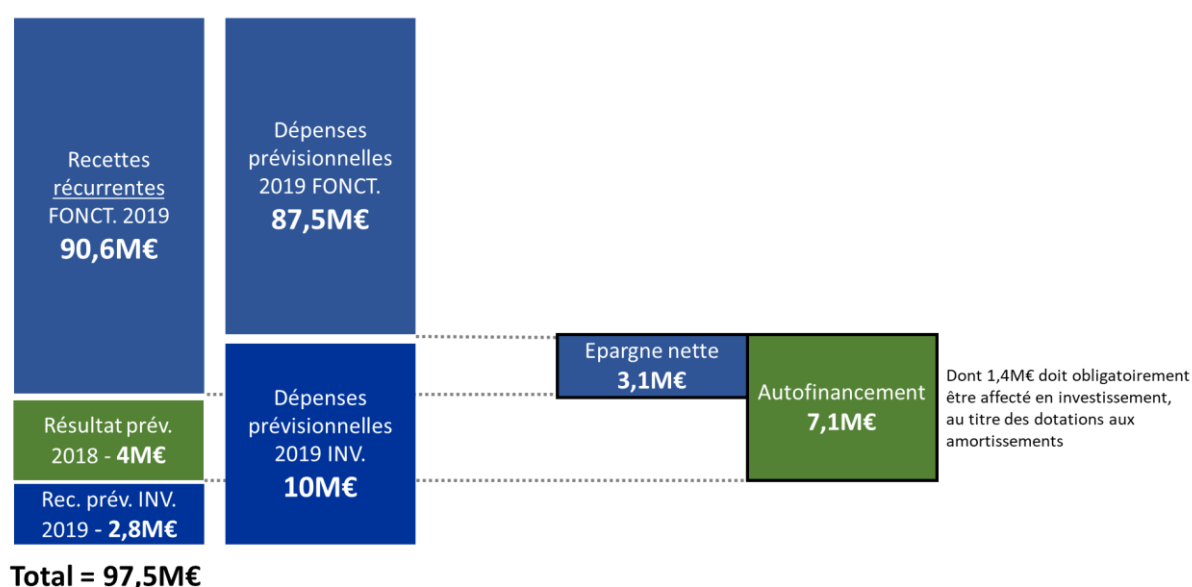 Recettes
récurrentes
FONCT. 2019
90,6M€
Résultat prév.
2018 - 4M€
Rec. prév. INV.
2019 - 2,8M€
Total = 97,5M€
Dépenses
prévisionnelles
2019 FONCT.
87,5M€
Dépenses
prévisionnelles
2019 INV.
10M€
Epargne nette
3,1M€
Autofinancement
7,1M€
Dont 1,4M€ doit obligatoirement
être affecté en investissement,
au titre des dotations aux
amortissements